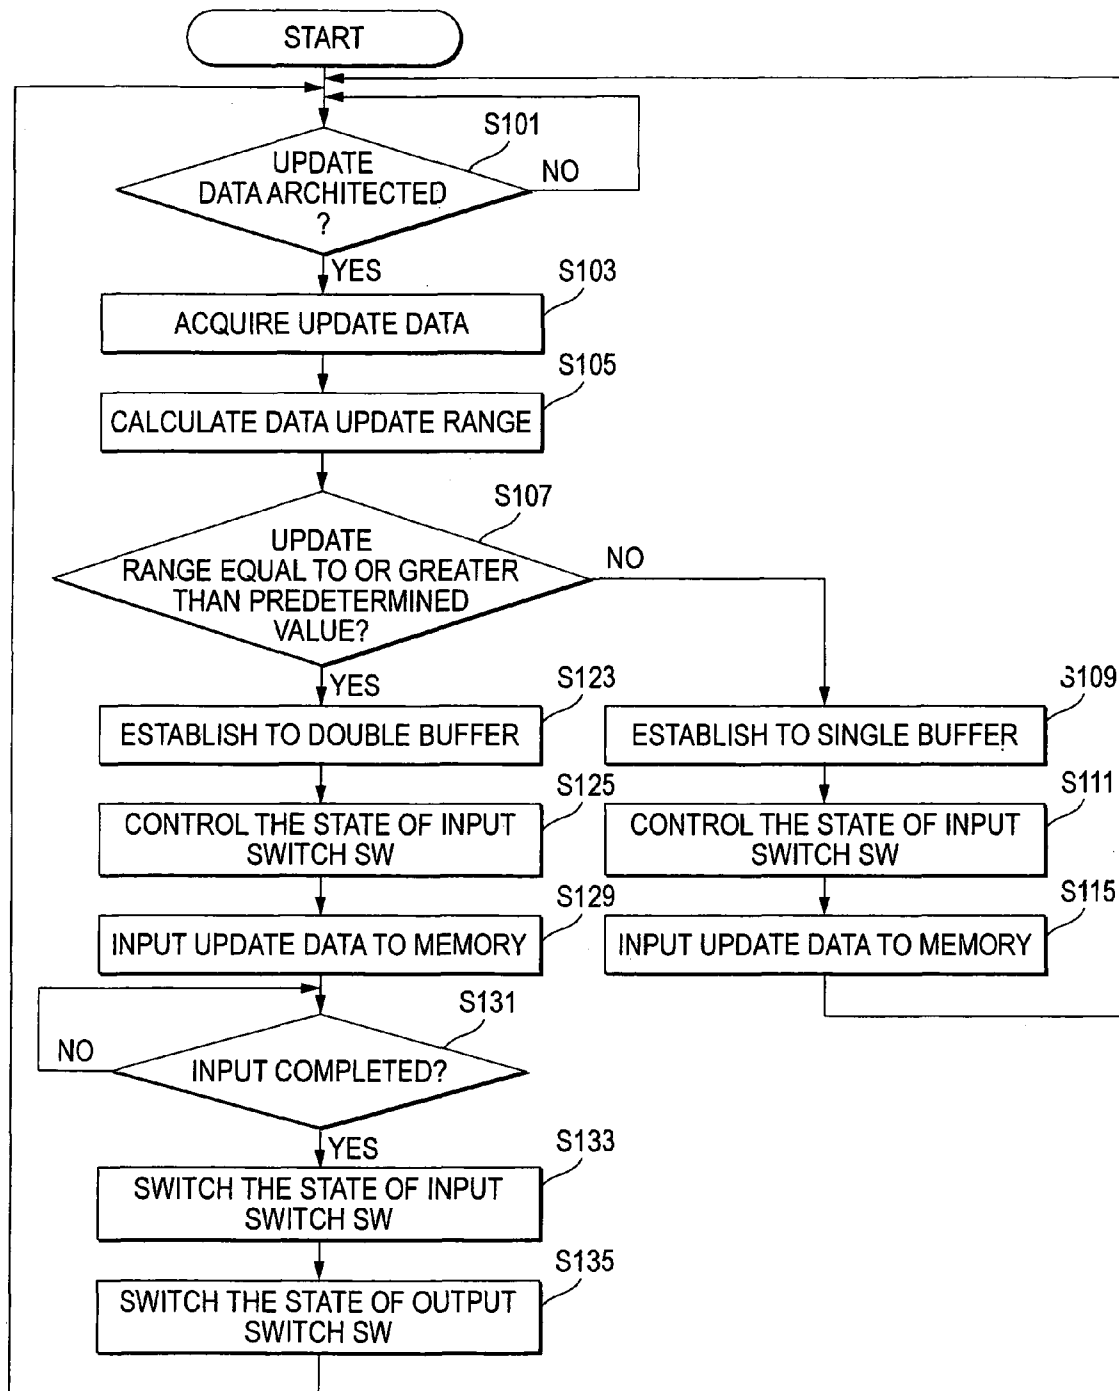 START
S101
UPDATE
DATA ARCHITECTED
?
NO
YES
S103
ACQUIRE UPDATE DATA
S105
CALCULATE DATA UPDATE RANGE
S107
UPDATE
RANGE EQUAL TO OR GREATER
THAN PREDETERMINED
VALUE?
NO
YES
S123
ESTABLISH TO DOUBLE BUFFER
S109
ESTABLISH TO SINGLE BUFFER
S125
CONTROL THE STATE OF INPUT
SWITCH SW
S111
CONTROL THE STATE OF INPUT
SWITCH SW
S129
INPUT UPDATE DATA TO MEMORY
S115
INPUT UPDATE DATA TO MEMORY
S131
NO
INPUT COMPLETED?
YES
S133
SWITCH THE STATE OF INPUT
SWITCH SW
S135
SWITCH THE STATE OF OUTPUT
SWITCH SW